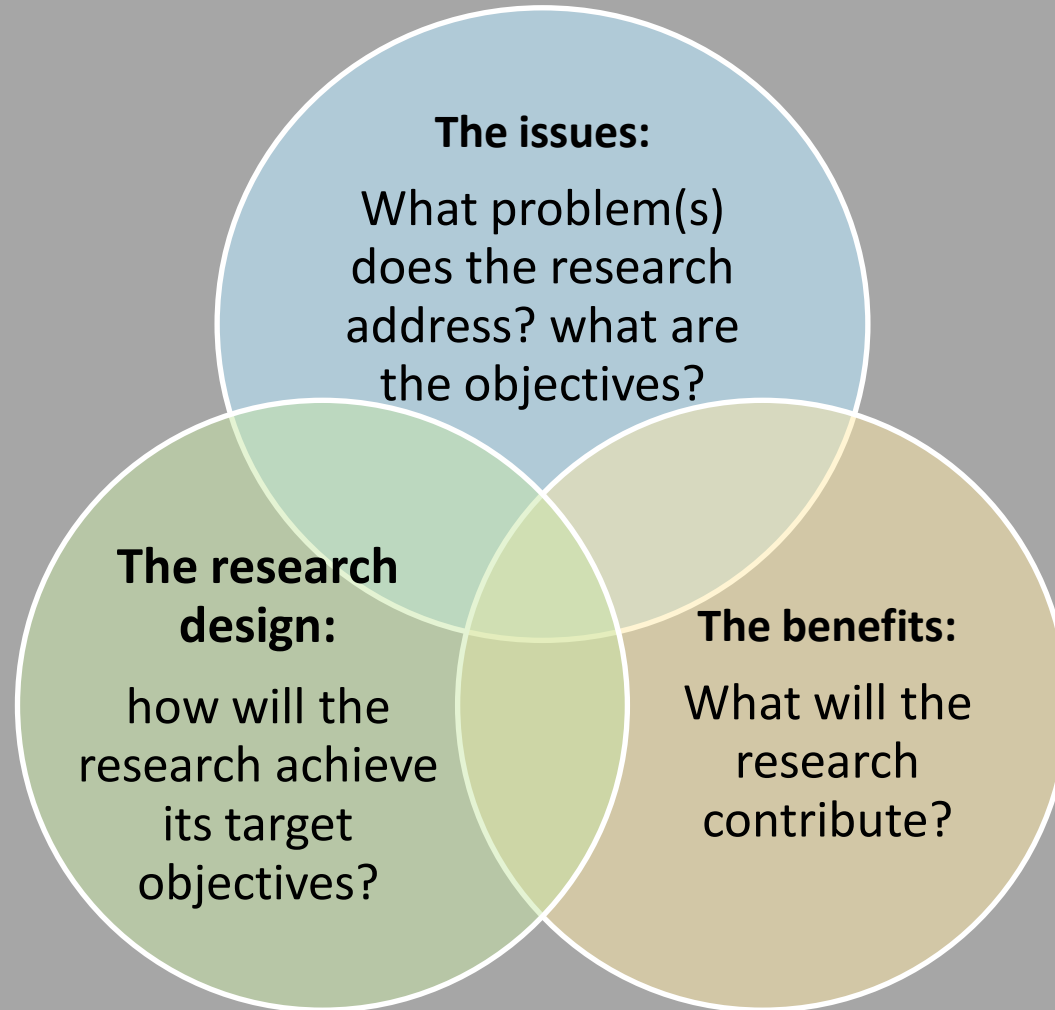 The issues:
What problem(s)
does the research
address? what are
the objectives?
The research
design:
how will the
research achieve
its target
objectives?
The benefits:
What will the
research
contribute?